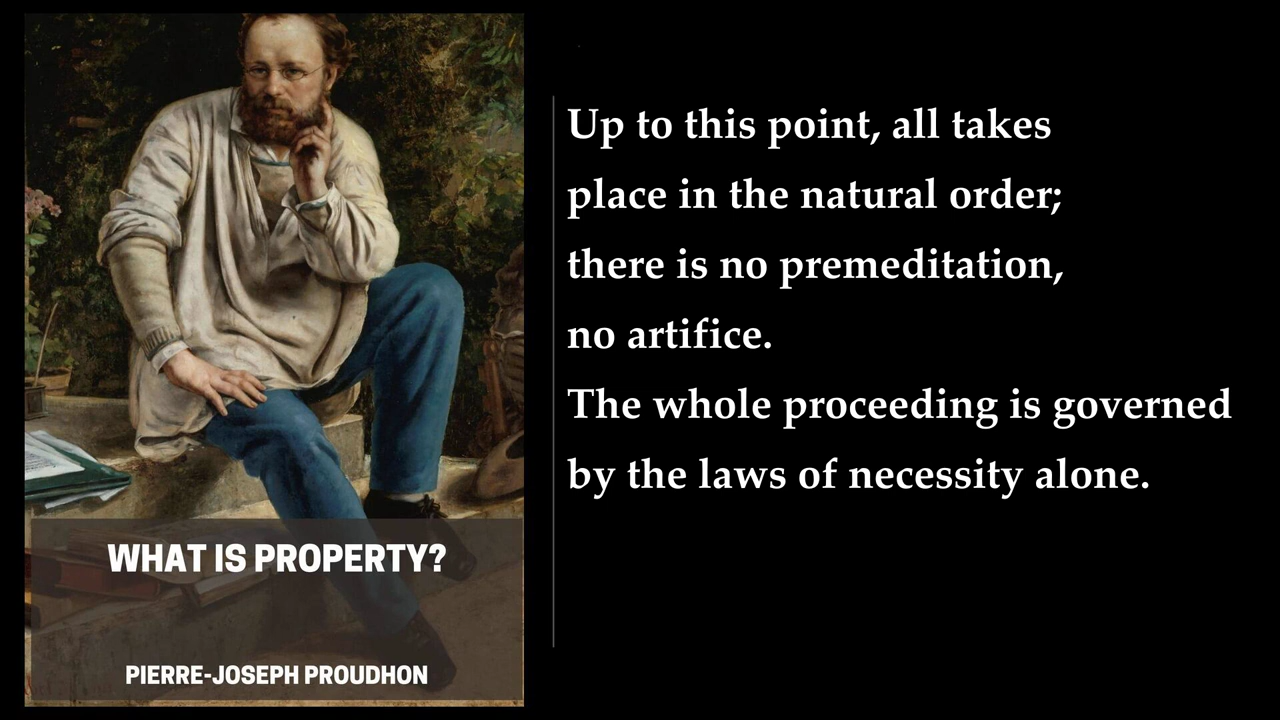 WHAT IS PROPERTY?
PIERRE-JOSEPH PROUDHON
Up to this point, all takes
place in the natural order;
there is no premeditation,
no artifice.
The whole proceeding is governed
by the laws of necessity alone.